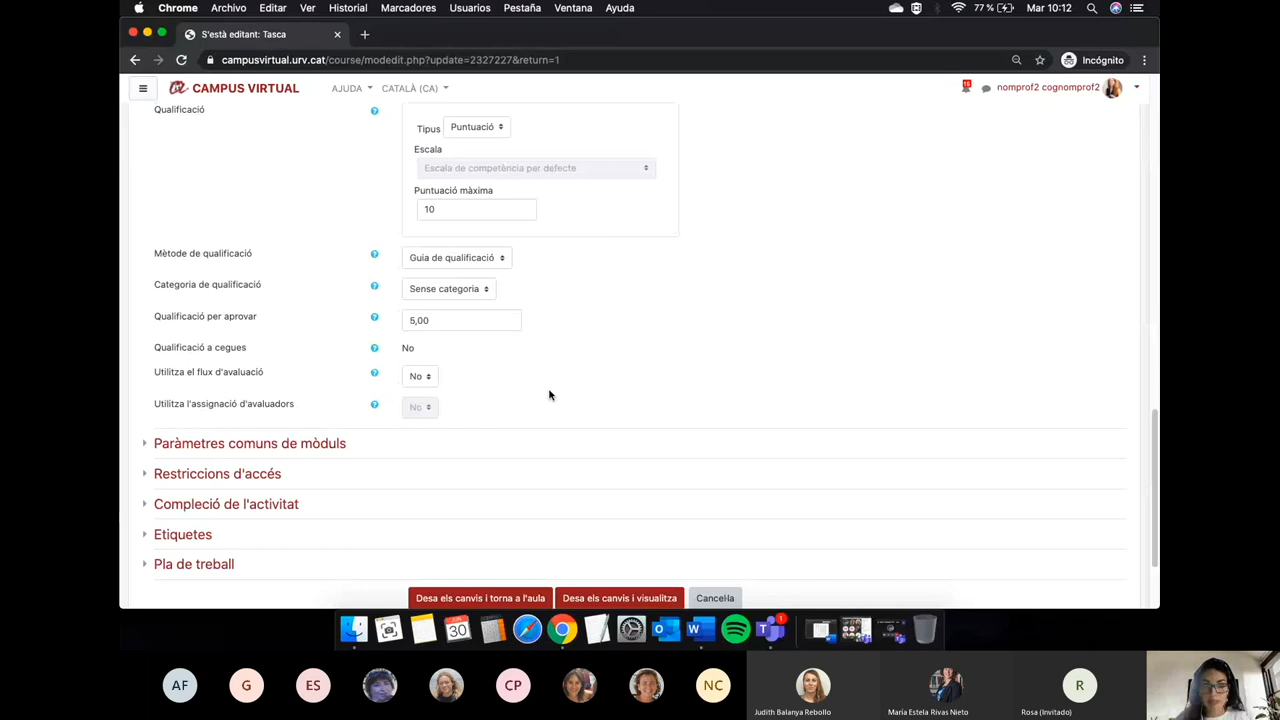 Chrome Archivo Editar Ver Historial Marcadores Usuarios Pestaña Ventana Ayuda 77 % Mar 10:12
S'està editant: Tasca
campusvirtual.urv.cat/course/modedit.php?update=2327227&return=1 Incógnito
CAMPUS VIRTUAL AJUDA CATALÀ (CA) nomprof2 cognomprof2
Qualificació
Tipus Puntuació
Escala
Escala de competència per defecte
Puntuació màxima
10
Mètode de qualificació Guia de qualificació
Categoria de qualificació Sense categoria
Qualificació per aprovar 5,00
Qualificació a cegues No
Utilitza el flux d'avaluació No
Utilitza l'assignació d'avaluadors No
Paràmetres comuns de mòduls
Restriccions d'accés
Compleció de l'activitat
Etiquetes
Pla de treball
Desa els canvis i torna a l'aula Desa els canvis i visualitza Cancel·la
JUN
30
1
AF G ES CP NC R
Judith Balanya Rebollo María Estela Rivas Nieto Rosa (Invitado)